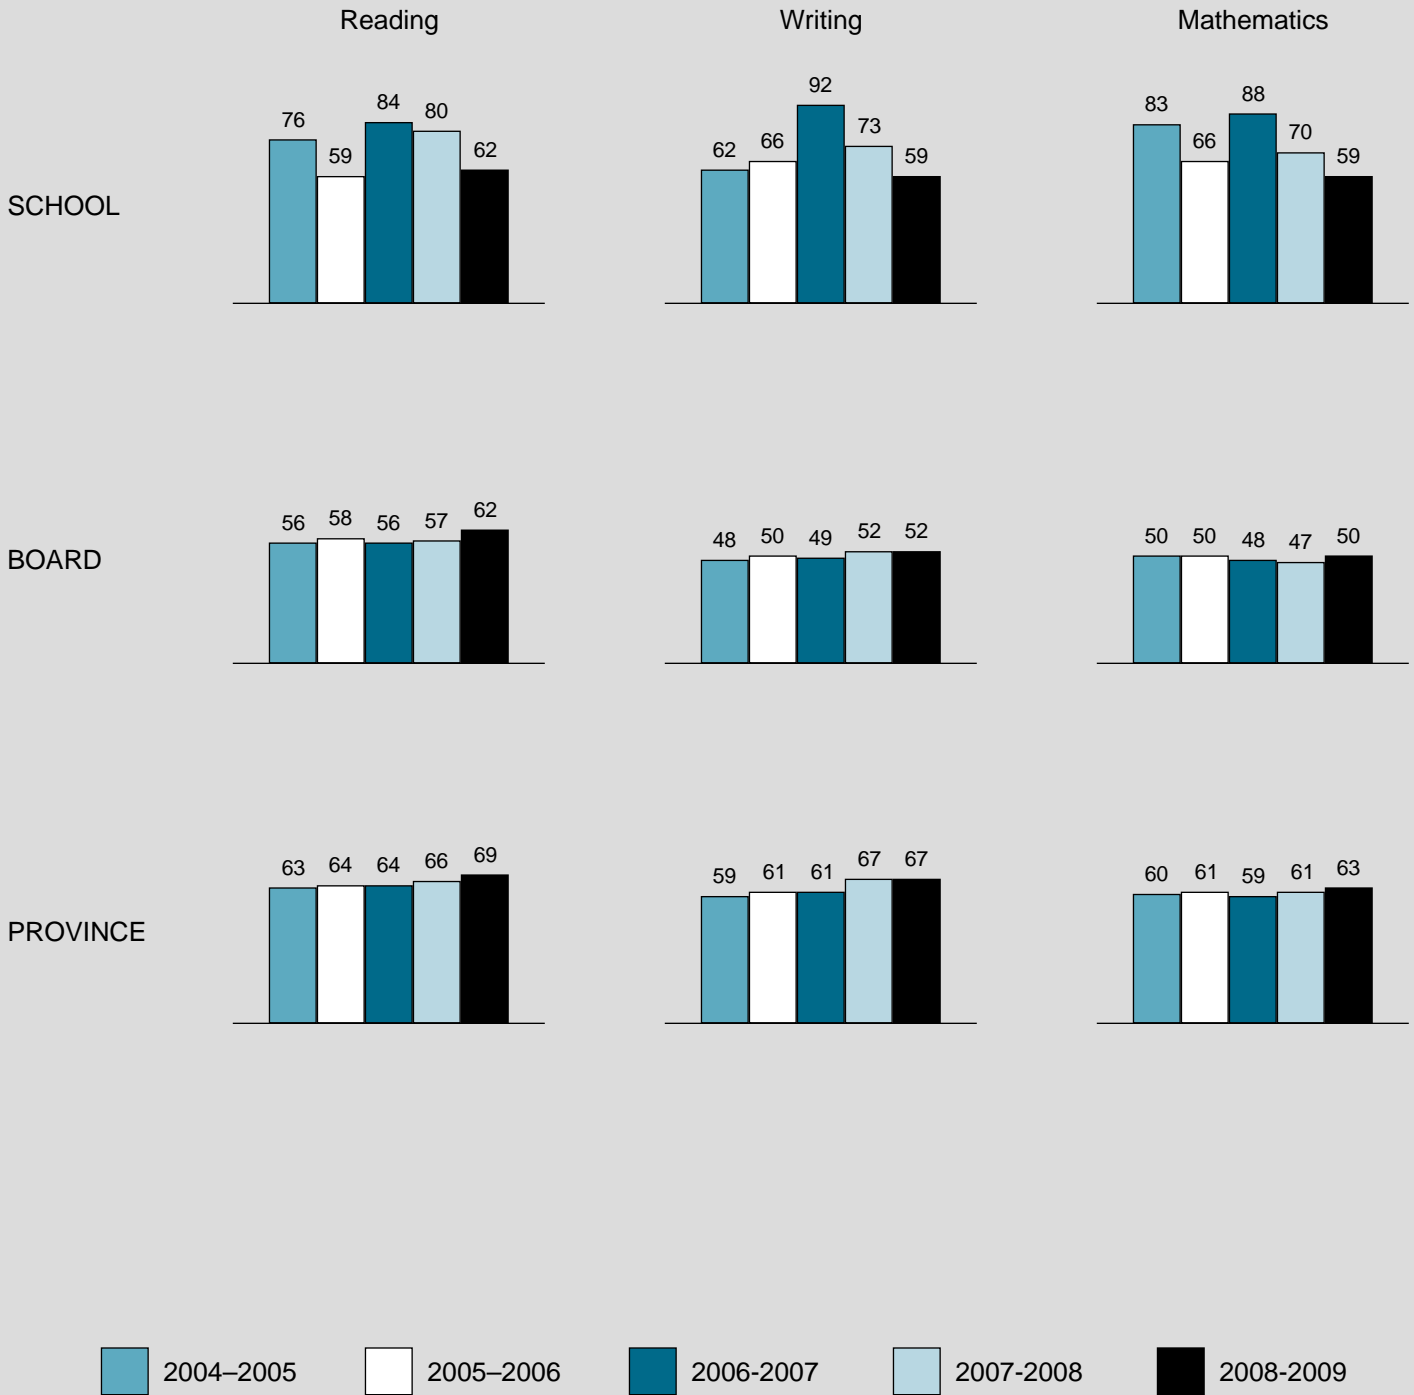 Reading Writing Mathematics
SCHOOL
76 59 84 80 62
62 66 92 73 59
83 66 88 70 59
BOARD
56 58 56 57 62
48 50 49 52 52
50 50 48 47 50
PROVINCE
63 64 64 66 69
59 61 61 67 67
60 61 59 61 63
2004–2005 2005–2006 2006-2007 2007-2008 2008-2009